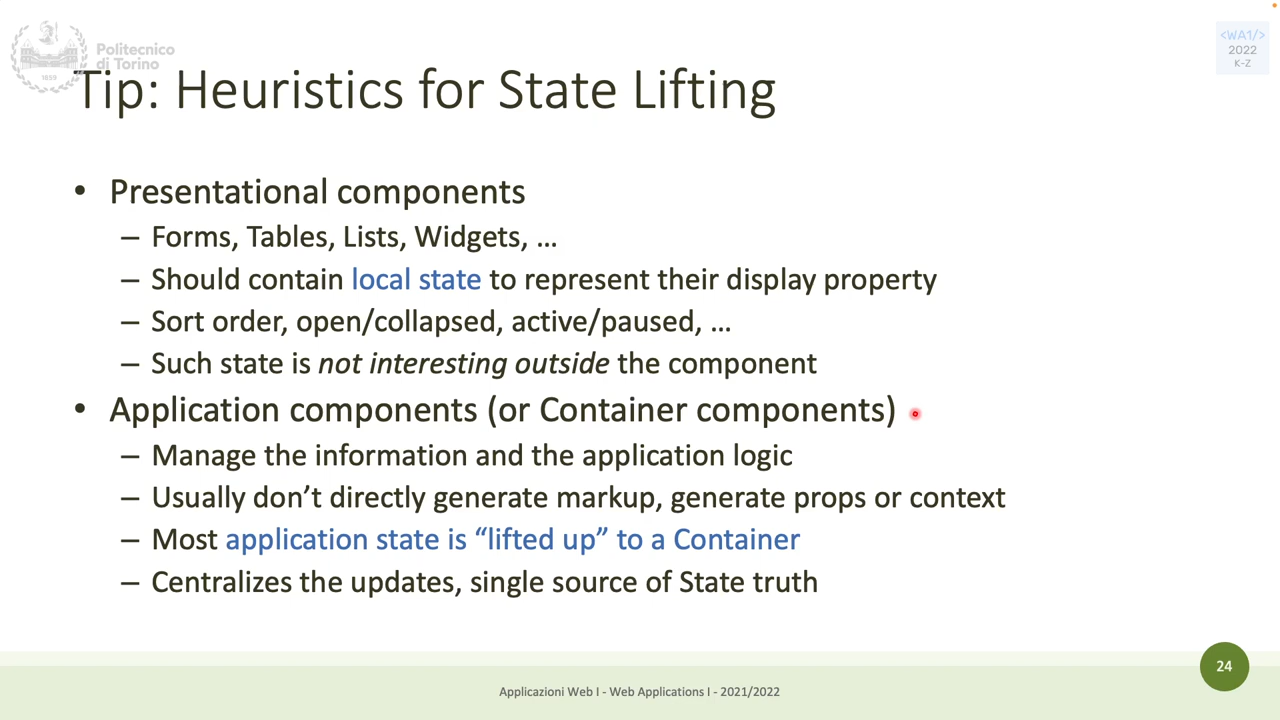 Politecnico
di Torino
1859
<WA1/>
2022
K-Z
Tip: Heuristics for State Lifting
• Presentational components
– Forms, Tables, Lists, Widgets, …
– Should contain local state to represent their display property
– Sort order, open/collapsed, active/paused, …
– Such state is not interesting outside the component
• Application components (or Container components)
– Manage the information and the application logic
– Usually don’t directly generate markup, generate props or context
– Most application state is “lifted up” to a Container
– Centralizes the updates, single source of State truth
24
Applicazioni Web I - Web Applications I - 2021/2022